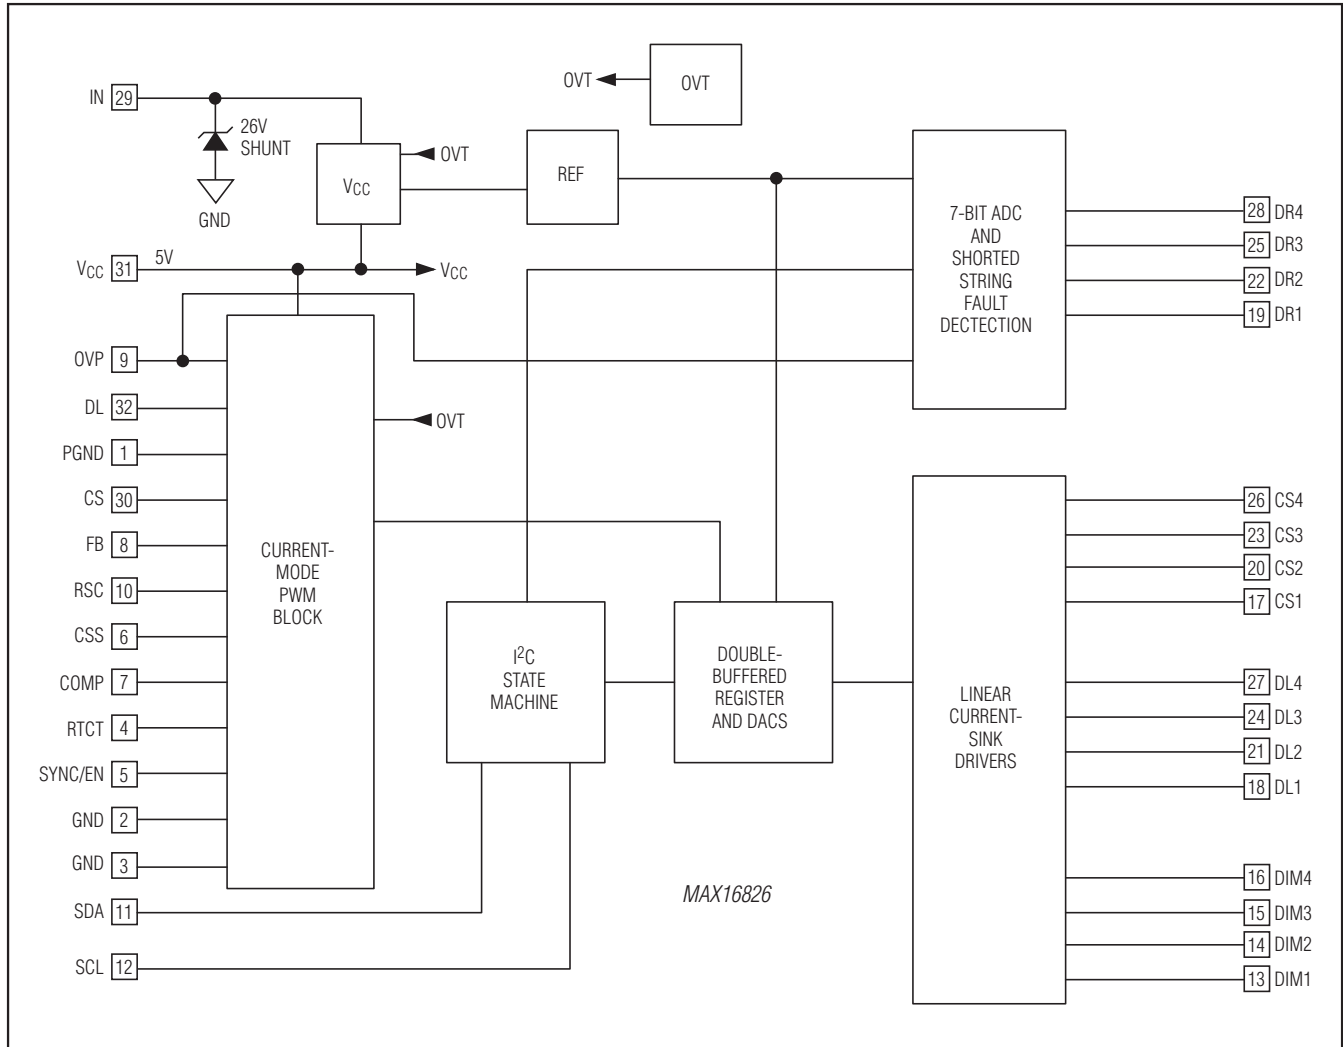 OVT
OVT
IN 29
26V
SHUNT
GND
VCC
OVT
REF
7-BIT ADC
AND
SHORTED
STRING
FAULT
DECTECTION
28 DR4
25 DR3
22 DR2
19 DR1
VCC 31
5V
VCC
OVP 9
DL 32
PGND 1
CS 30
FB 8
RSC 10
CSS 6
COMP 7
RTCT 4
SYNC/EN 5
GND 2
GND 3
SDA 11
SCL 12
OVT
CURRENT-
MODE
PWM
BLOCK
I2C
STATE
MACHINE
DOUBLE-
BUFFERED
REGISTER
AND DACS
LINEAR
CURRENT-
SINK
DRIVERS
26 CS4
23 CS3
20 CS2
17 CS1
27 DL4
24 DL3
21 DL2
18 DL1
16 DIM4
15 DIM3
14 DIM2
13 DIM1
MAX16826